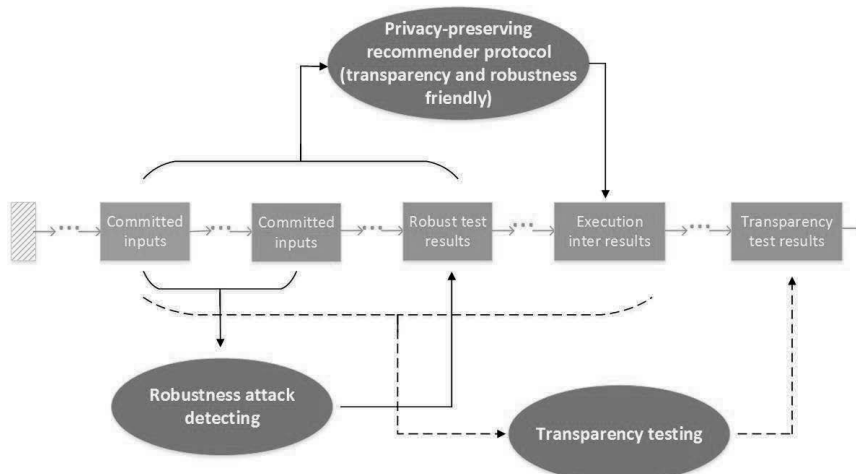 Privacy-preserving
recommender protocol
(transparency and robustness
friendly)
Committed
inputs
Committed
inputs
Robust test
results
Execution
inter results
Transparency
test results
Robustness attack
detecting
Transparency testing